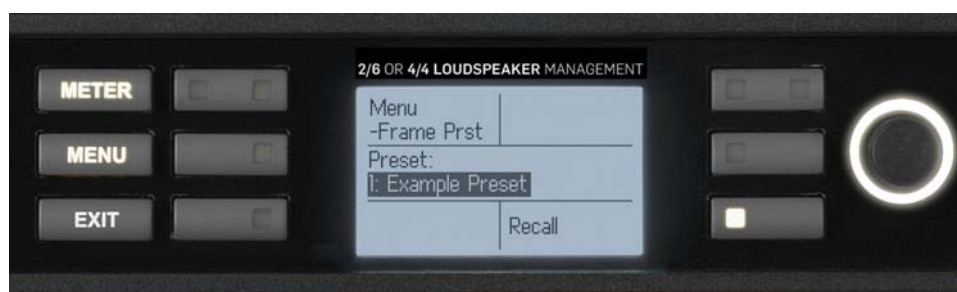 2/6 OR 4/4 LOUDSPEAKER MANAGEMENT
METER
MENU
EXIT
Menu
-Frame Prst
Preset:
1: Example Preset
Recall